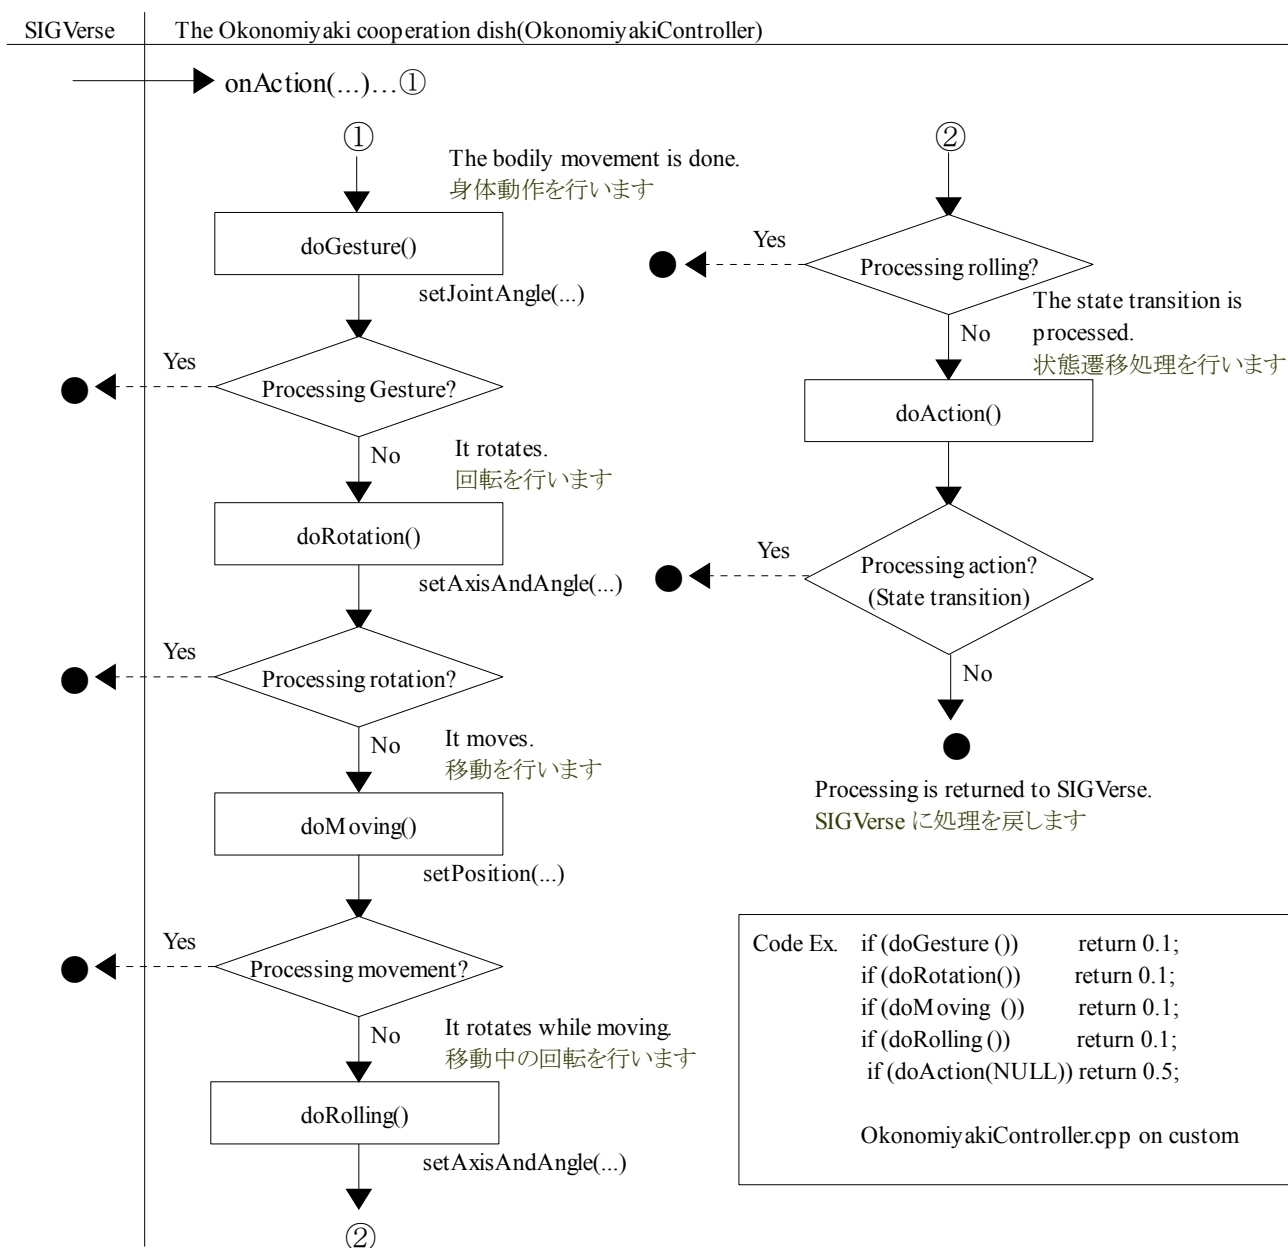 SIGVerse
The Okonomiyaki cooperation dish(OkonomiyakiController)
onAction(...)...①
①
The bodily movement is done.
身体動作を行います
doGesture()
setJointAngle(...)
Yes
Processing Gesture?
No
It rotates.
回転を行います
doRotation()
setAxisAndAngle(...)
Yes
Processing rotation?
No
It moves.
移動を行います
doMoving()
setPosition(...)
Yes
Processing movement?
No
It rotates while moving.
移動中の回転を行います
doRolling()
setAxisAndAngle(...)
②
②
Yes
Processing rolling?
The state transition is
processed.
状態遷移処理を行います
No
doAction()
Yes
Processing action?
(State transition)
No
Processing is returned to SIGVerse.
SIGVerse に処理を戻します
Code Ex. if (doGesture ()) return 0.1;
if (doRotation()) return 0.1;
if (doMoving ()) return 0.1;
if (doRolling ()) return 0.1;
if (doAction(NULL)) return 0.5;
OkonomiyakiController.cpp on custom